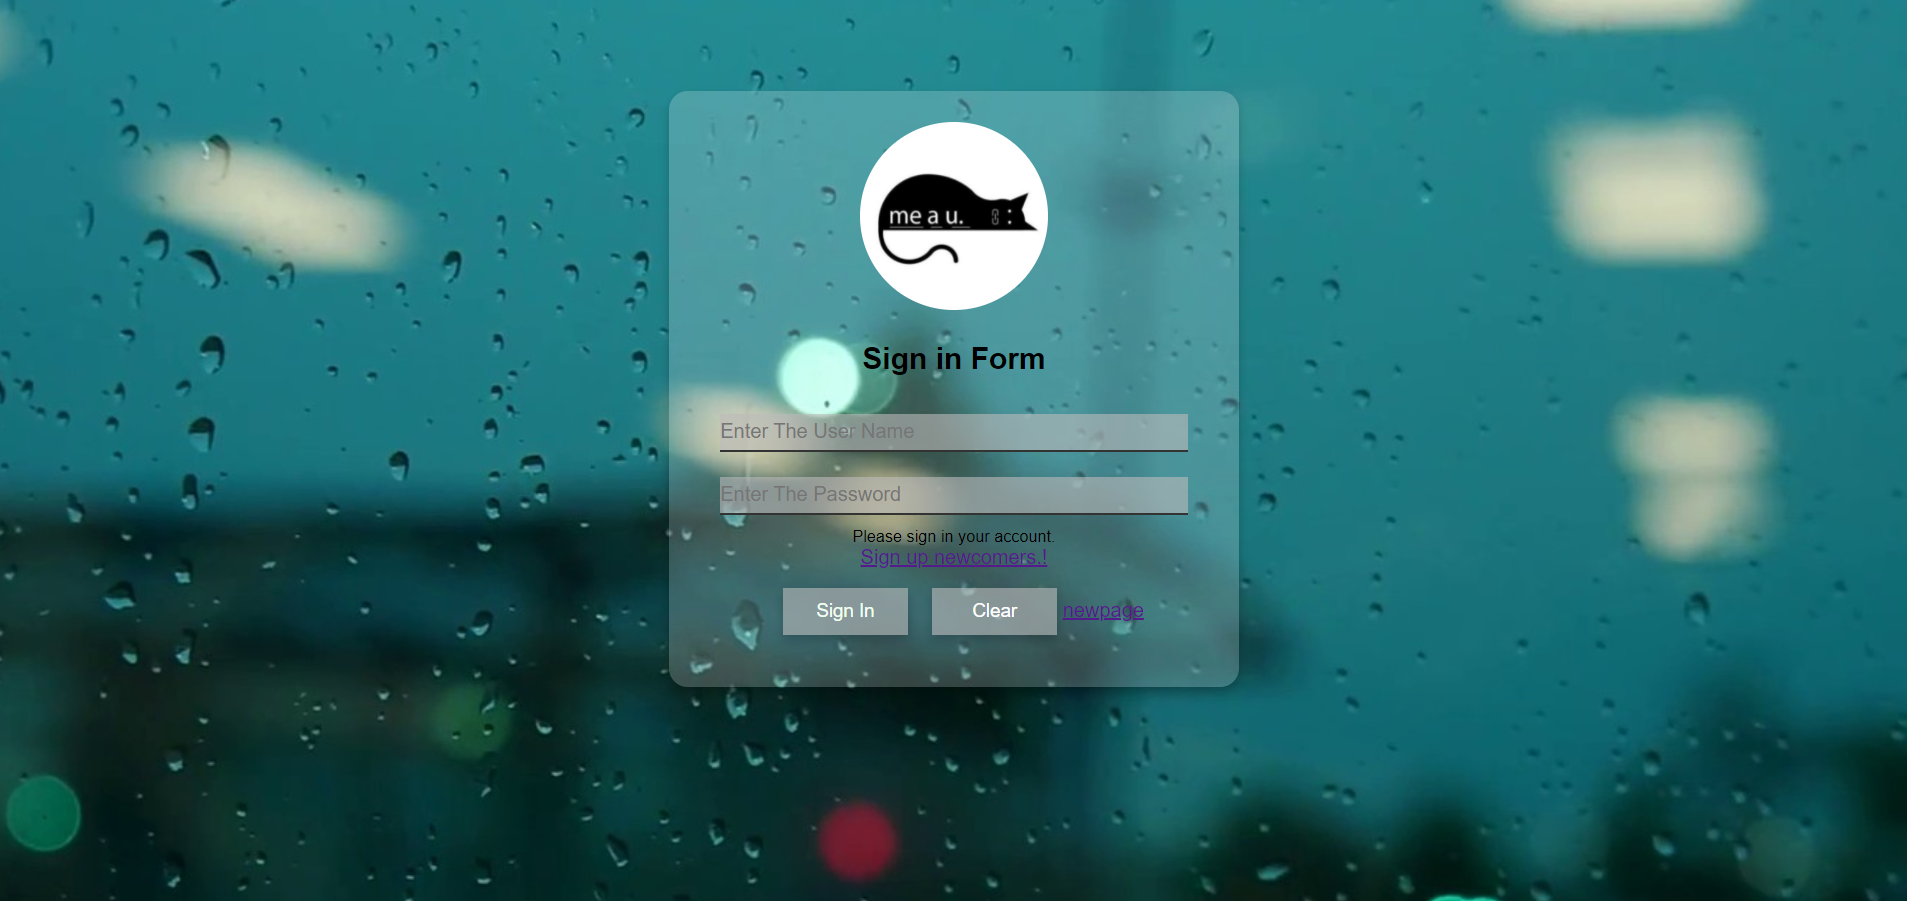 me a u.
Sign in Form
Enter The User Name
Enter The Password
Please sign in your account.
Sign up newcomers.!
Sign In Clear newpage